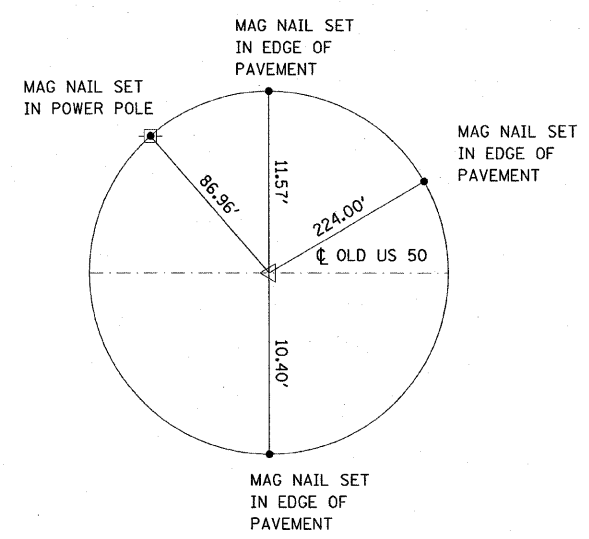 MAG NAIL SET
IN EDGE OF
PAVEMENT
MAG NAIL SET
IN POWER POLE
MAG NAIL SET
IN EDGE OF
PAVEMENT
11.57'
86.96'
224.00'
℄ OLD US 50
10.40'
MAG NAIL SET
IN EDGE OF
PAVEMENT